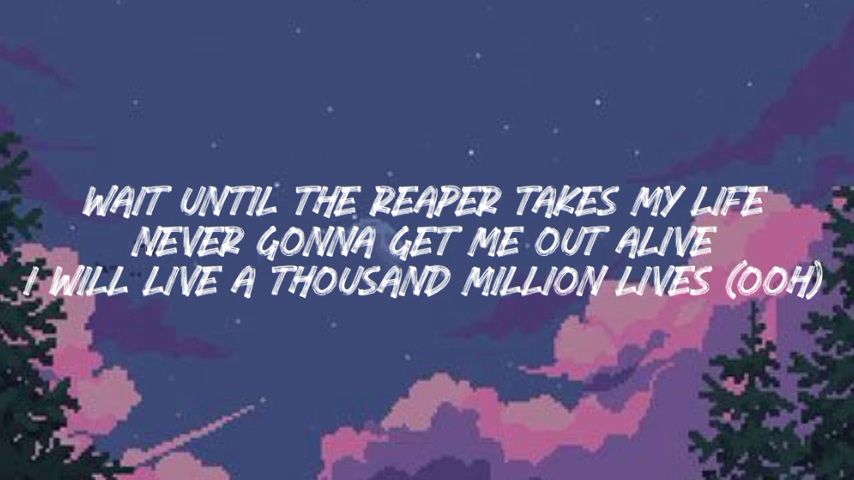 WAIT UNTIL THE REAPER TAKES MY LIFE
NEVER GONNA GET ME OUT ALIVE
I WILL LIVE A THOUSAND MILLION LIVES (OOH)